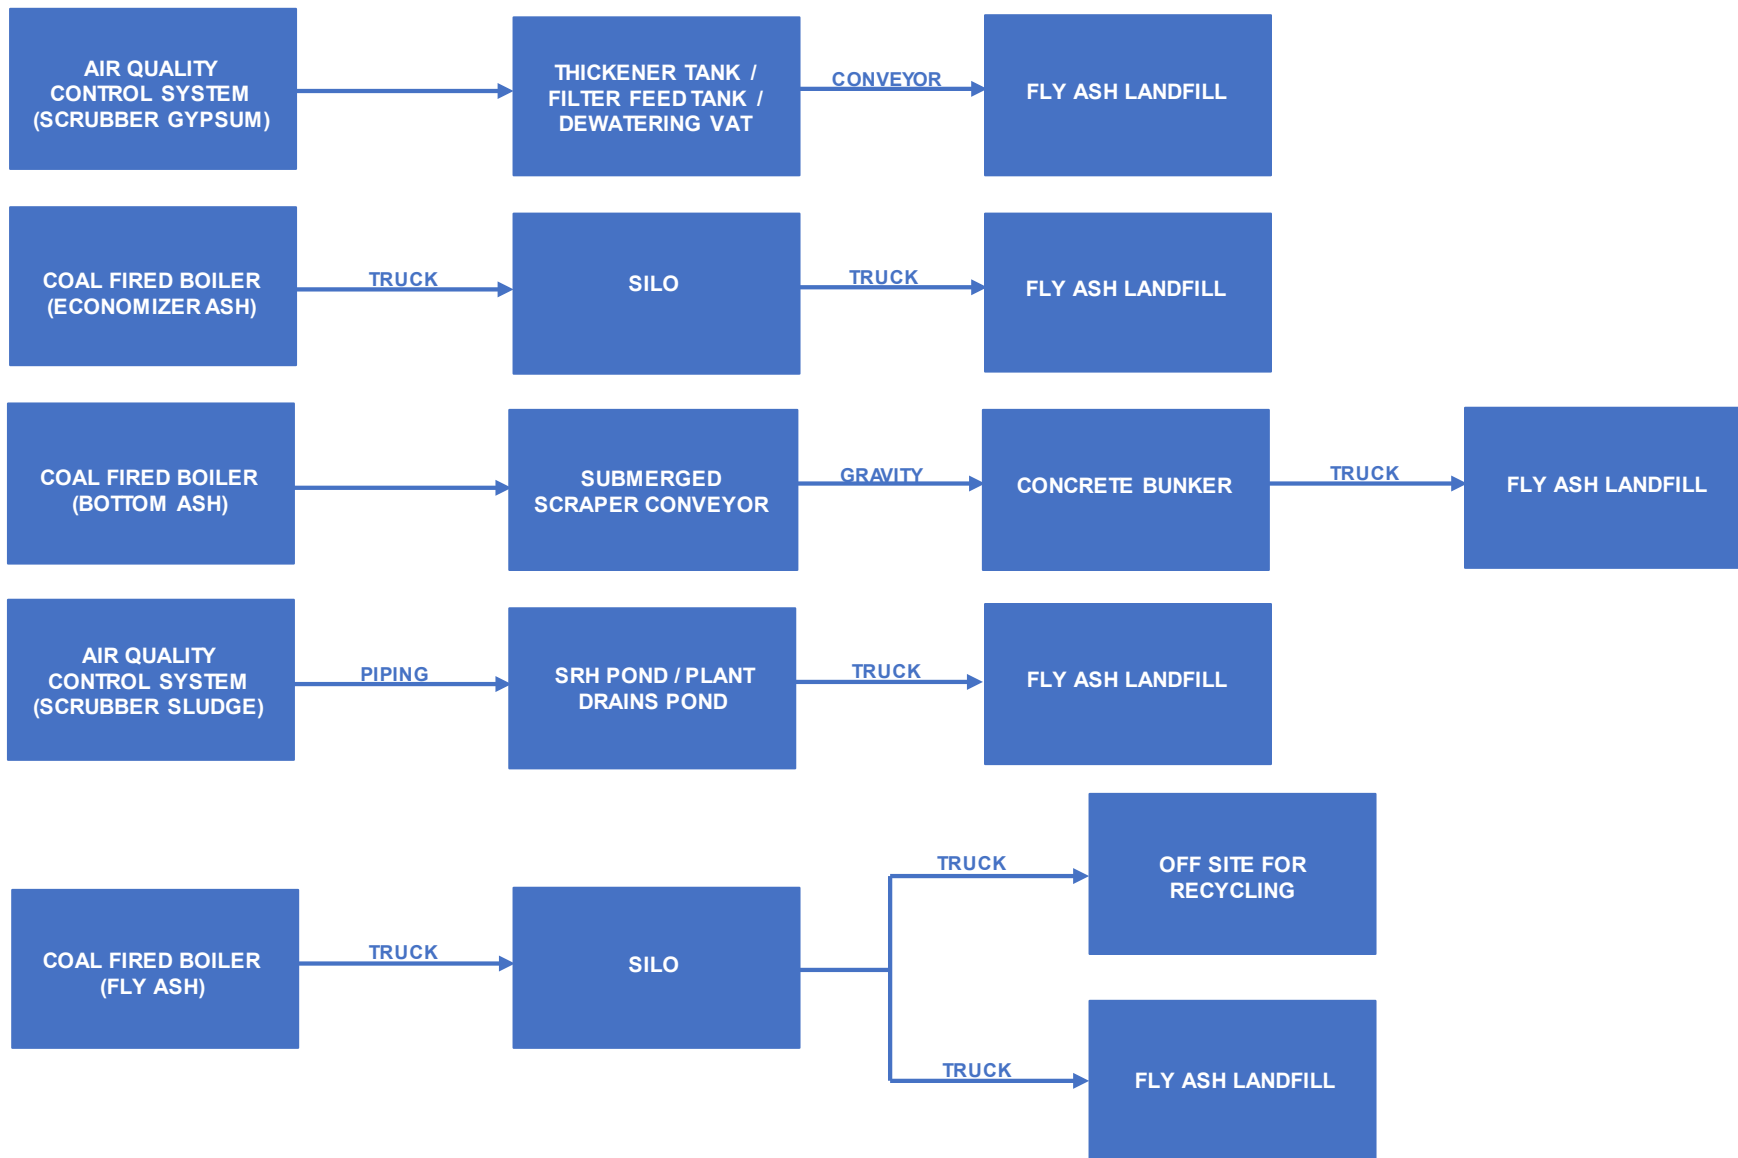 AIR QUALITY
CONTROL SYSTEM
(SCRUBBER GYPSUM)
THICKENER TANK /
FILTER FEED TANK /
DEWATERING VAT
CONVEYOR
FLY ASH LANDFILL
COAL FIRED BOILER
(ECONOMIZER ASH)
TRUCK
SILO
TRUCK
FLY ASH LANDFILL
COAL FIRED BOILER
(BOTTOM ASH)
SUBMERGED
SCRAPER CONVEYOR
GRAVITY
CONCRETE BUNKER
TRUCK
FLY ASH LANDFILL
AIR QUALITY
CONTROL SYSTEM
(SCRUBBER SLUDGE)
PIPING
SRH POND / PLANT
DRAINS POND
TRUCK
FLY ASH LANDFILL
COAL FIRED BOILER
(FLY ASH)
TRUCK
SILO
TRUCK
OFF SITE FOR
RECYCLING
TRUCK
FLY ASH LANDFILL